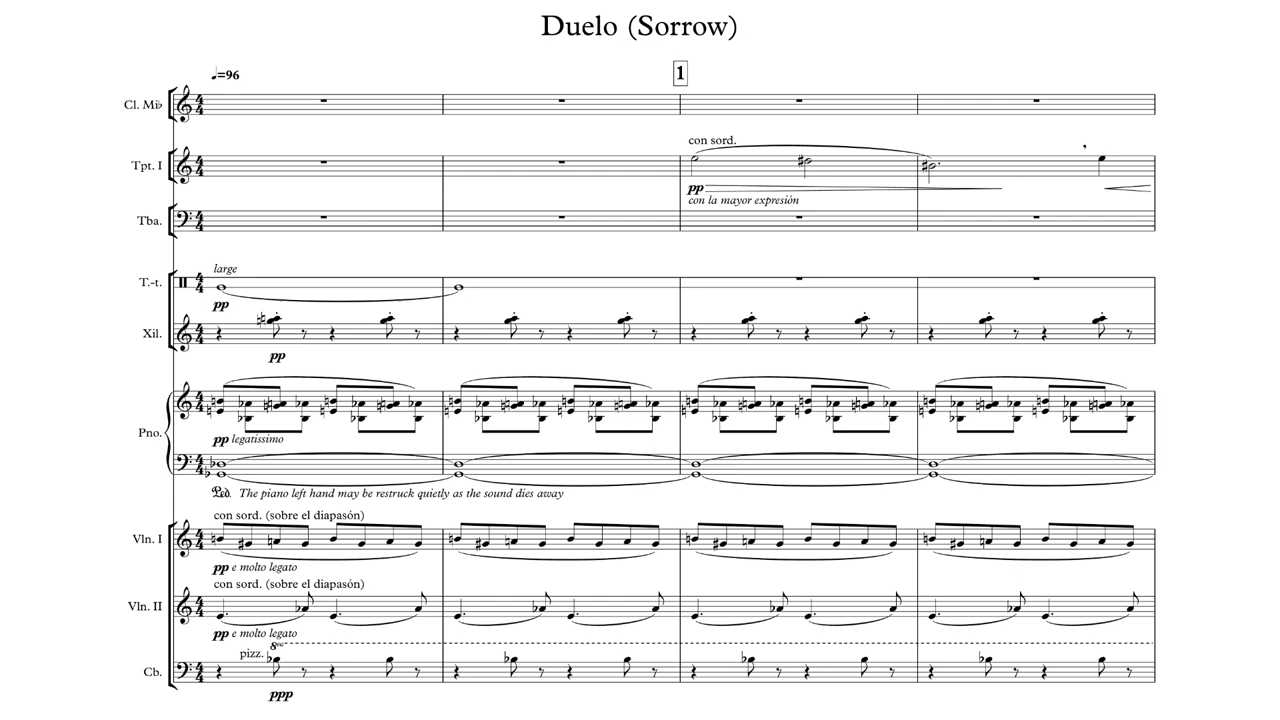 Duelo (Sorrow)
♩=96
1
Cl. Mi♭
con sord.
Tpt. I
pp
con la mayor expresión
Tba.
large
T.-t.
pp
Xil.
pp
Pno.
pp legatissimo
Ped. The piano left hand may be restruck quietly as the sound dies away
con sord. (sobre el diapasón)
Vln. I
pp e molto legato
con sord. (sobre el diapasón)
Vln. II
pp e molto legato
8va
pizz.
Cb.
ppp